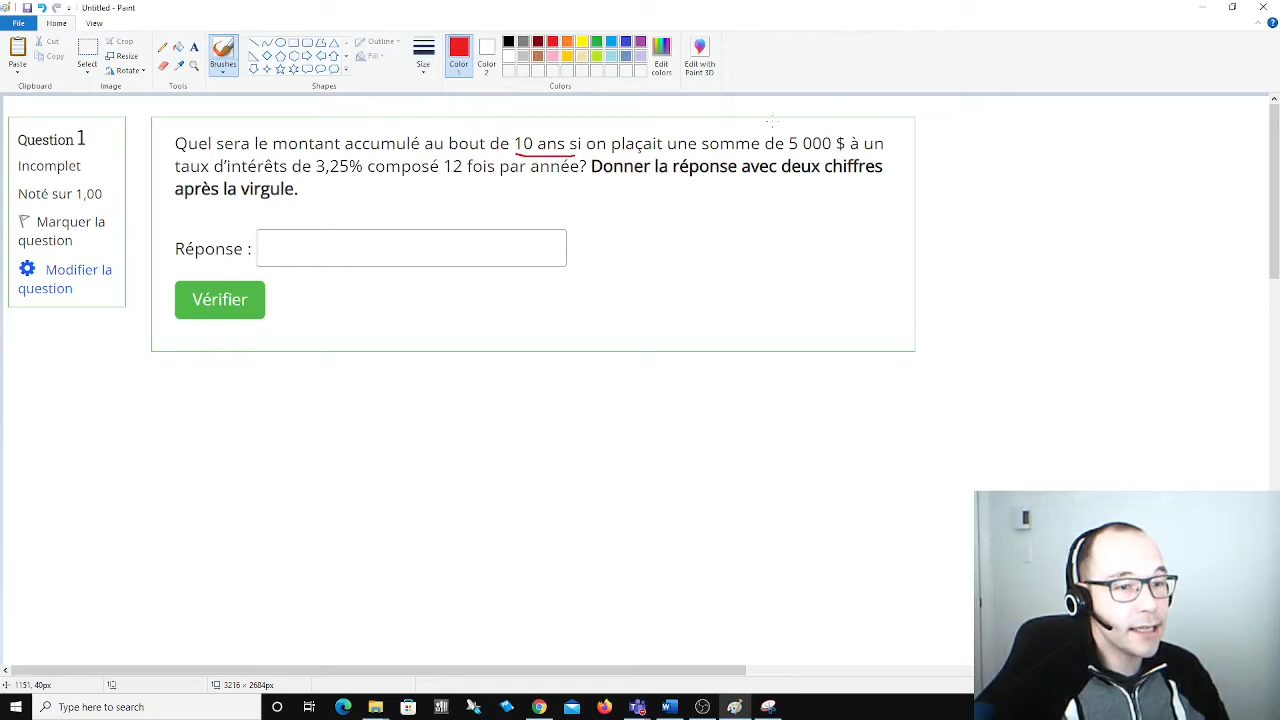 Untitled - Paint
File
Home
View
Paste
Cut
Copy
Clipboard
Select
Crop
Resize
Rotate
Image
Tools
Brushes
Shapes
Outline
Fill
Size
Color 1
Color 2
Edit colors
Colors
Edit with Paint 3D
Question 1
Incomplet
Noté sur 1,00
Marquer la
question
Modifier la
question
Quel sera le montant accumulé au bout de 10 ans si on plaçait une somme de 5 000 $ à un
taux d’intérêts de 3,25% composé 12 fois par année? Donner la réponse avec deux chiffres
après la virgule.
Réponse :
Vérifier
1151, 40px
3216 × 2684px
Type here to search